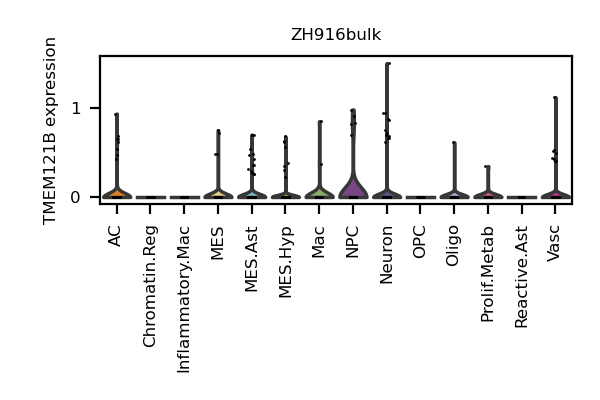 ZH916bulk
TMEM121B expression
1
0
AC
Chromatin.Reg
Inflammatory.Mac
MES
MES.Ast
MES.Hyp
Mac
NPC
Neuron
OPC
Oligo
Prolif.Metab
Reactive.Ast
Vasc